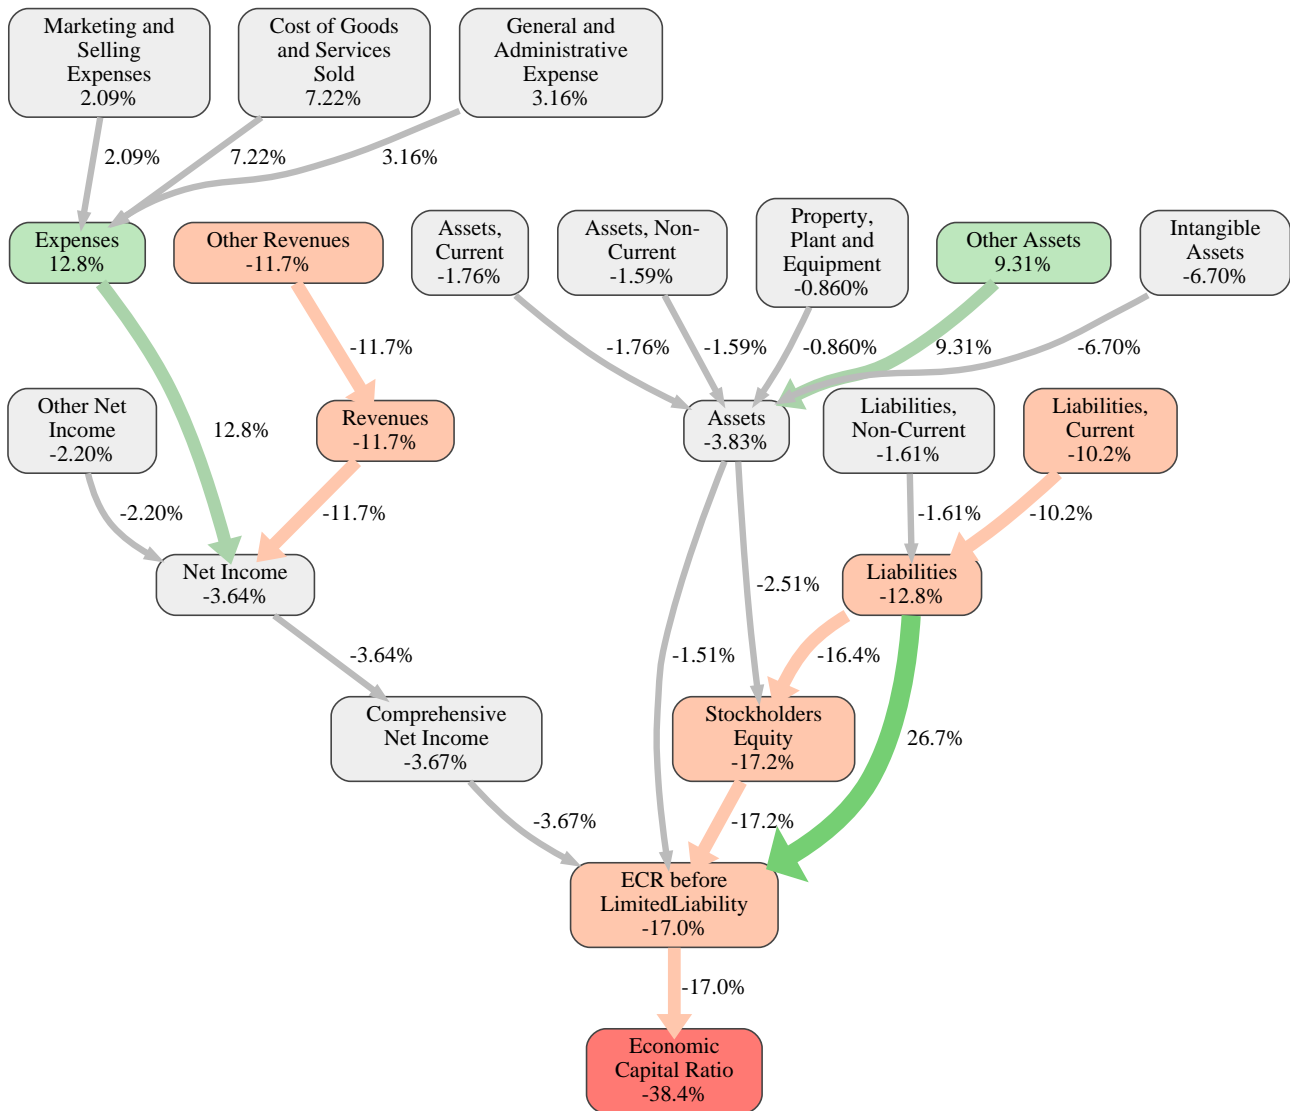 Marketing and
Selling
Expenses
2.09%
Cost of Goods
and Services
Sold
7.22%
General and
Administrative
Expense
3.16%
2.09%
7.22%
3.16%
Expenses
12.8%
Other Revenues
-11.7%
Assets,
Current
-1.76%
Assets, Non-
Current
-1.59%
Property,
Plant and
Equipment
-0.860%
Other Assets
9.31%
Intangible
Assets
-6.70%
-11.7%
-1.76%
-1.59%
-0.860%
9.31%
-6.70%
Other Net
Income
-2.20%
12.8%
Revenues
-11.7%
Assets
-3.83%
Liabilities,
Non-Current
-1.61%
Liabilities,
Current
-10.2%
-2.20%
-11.7%
-1.61%
-10.2%
Net Income
-3.64%
-2.51%
Liabilities
-12.8%
-3.64%
-1.51%
-16.4%
Comprehensive
Net Income
-3.67%
Stockholders
Equity
-17.2%
26.7%
-3.67%
-17.2%
ECR before
LimitedLiability
-17.0%
-17.0%
Economic
Capital Ratio
-38.4%